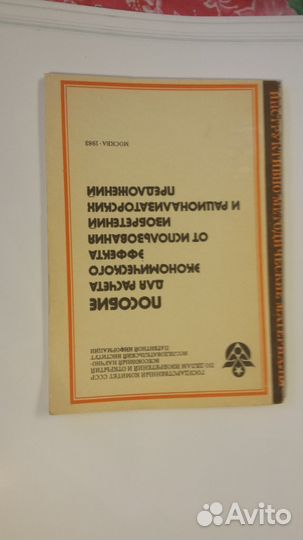 ГОСУДАРСТВЕННЫЙ КОМИТЕТ СССР
ПО ДЕЛАМ ИЗОБРЕТЕНИЙ И ОТКРЫТИЙ
ВСЕСОЮЗНЫЙ НАУЧНО-
ИССЛЕДОВАТЕЛЬСКИЙ ИНСТИТУТ
ПАТЕНТНОЙ ИНФОРМАЦИИ
ПОСОБИЕ
ДЛЯ РАСЧЕТА
ЭКОНОМИЧЕСКОГО
ЭФФЕКТА
ОТ ИСПОЛЬЗОВАНИЯ
ИЗОБРЕТЕНИЙ
И РАЦИОНАЛИЗАТОРСКИХ
ПРЕДЛОЖЕНИЙ
МОСКВА · 1983
ИНСТРУКТИВНО-МЕТОДИЧЕСКИЕ МАТЕРИАЛЫ
Avito